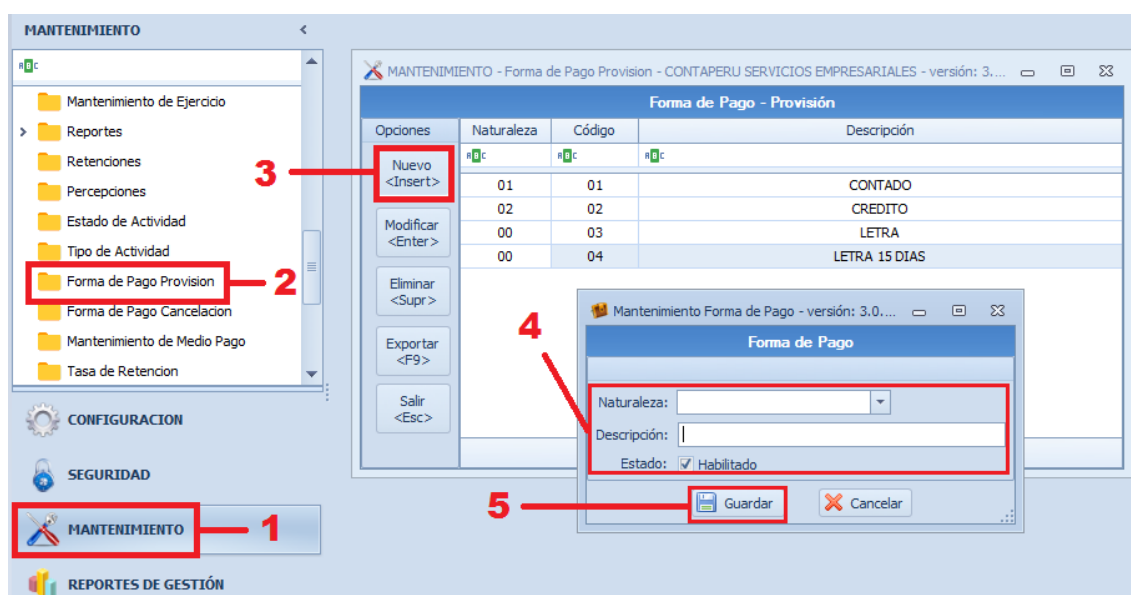 MANTENIMIENTO
Mantenimiento de Ejercicio
Reportes
Retenciones
Percepciones
Estado de Actividad
Tipo de Actividad
Forma de Pago Provision
2
Forma de Pago Cancelacion
Mantenimiento de Medio Pago
Tasa de Retencion
CONFIGURACION
SEGURIDAD
MANTENIMIENTO
1
REPORTES DE GESTIÓN
MANTENIMIENTO - Forma de Pago Provision - CONTAPERU SERVICIOS EMPRESARIALES - versión: 3....
Forma de Pago - Provisión
Opciones Naturaleza Código Descripción
ABC ABC ABC
3
Nuevo
<Insert>
Modificar
<Enter>
Eliminar
<Supr>
Exportar
<F9>
Salir
<Esc>
01 01 CONTADO
02 02 CREDITO
00 03 LETRA
00 04 LETRA 15 DIAS
4
Mantenimiento Forma de Pago - versión: 3.0....
Forma de Pago
Naturaleza:
Descripción:
Estado: Habilitado
5
Guardar Cancelar